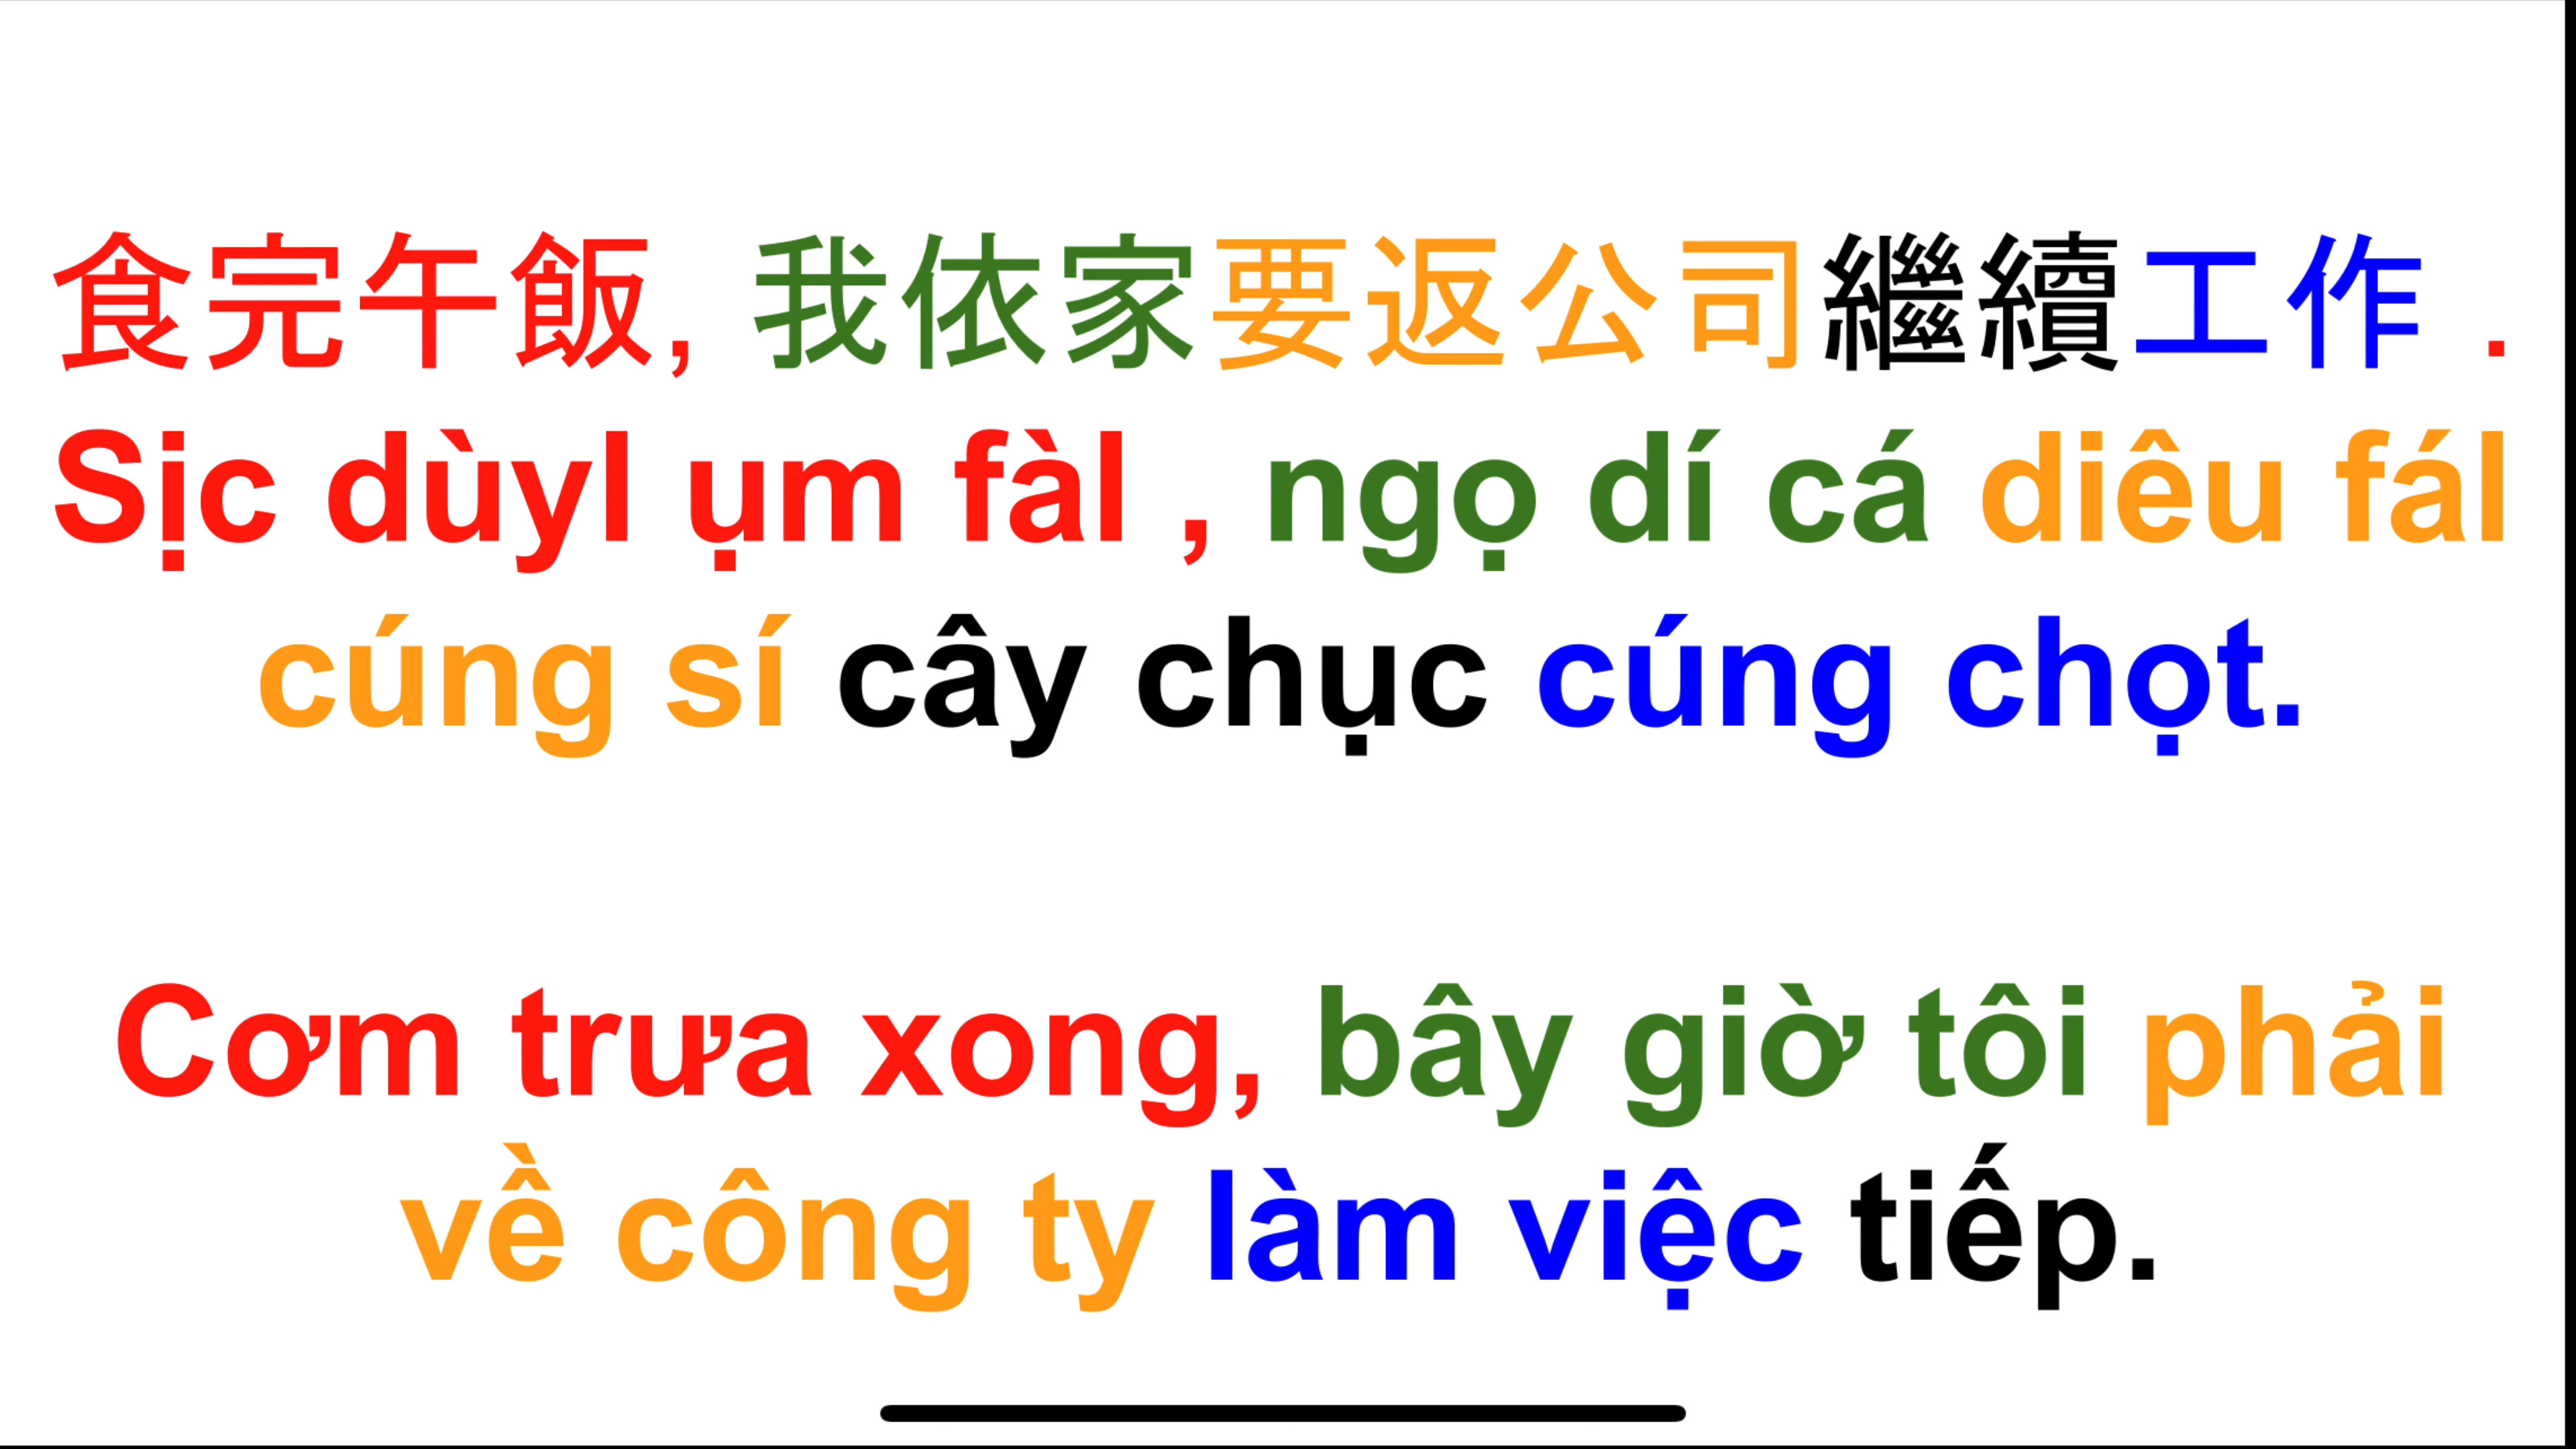 食完午飯, 我依家要返公司繼續工作 .
Sịc dùyl ụm fàl , ngọ dí cá diêu fál
cúng sí cây chục cúng chọt.
Cơm trưa xong, bây giờ tôi phải
về công ty làm việc tiếp.